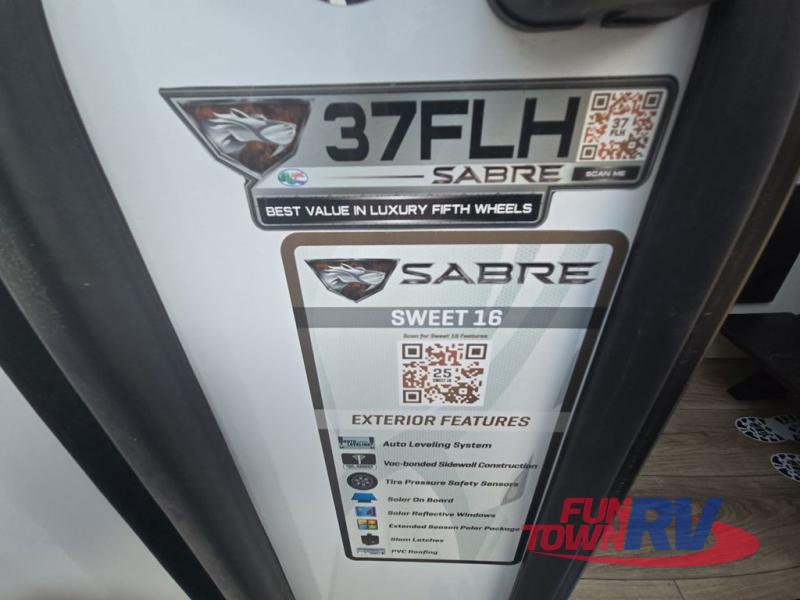 37FLH
37
FLH
SABRE
SCAN ME
BEST VALUE IN LUXURY FIFTH WHEELS
SABRE
SWEET 16
Scan for Sweet 16 Features
25
SWEET 16
EXTERIOR FEATURES
Auto Leveling System
Vac-bonded Sidewall Construction
Tire Pressure Safety Sensors
Solar On Board
Solar Reflective Windows
Extended Season Polar Package
Slam Latches
PVC Roofing
FUN
TOWN RV